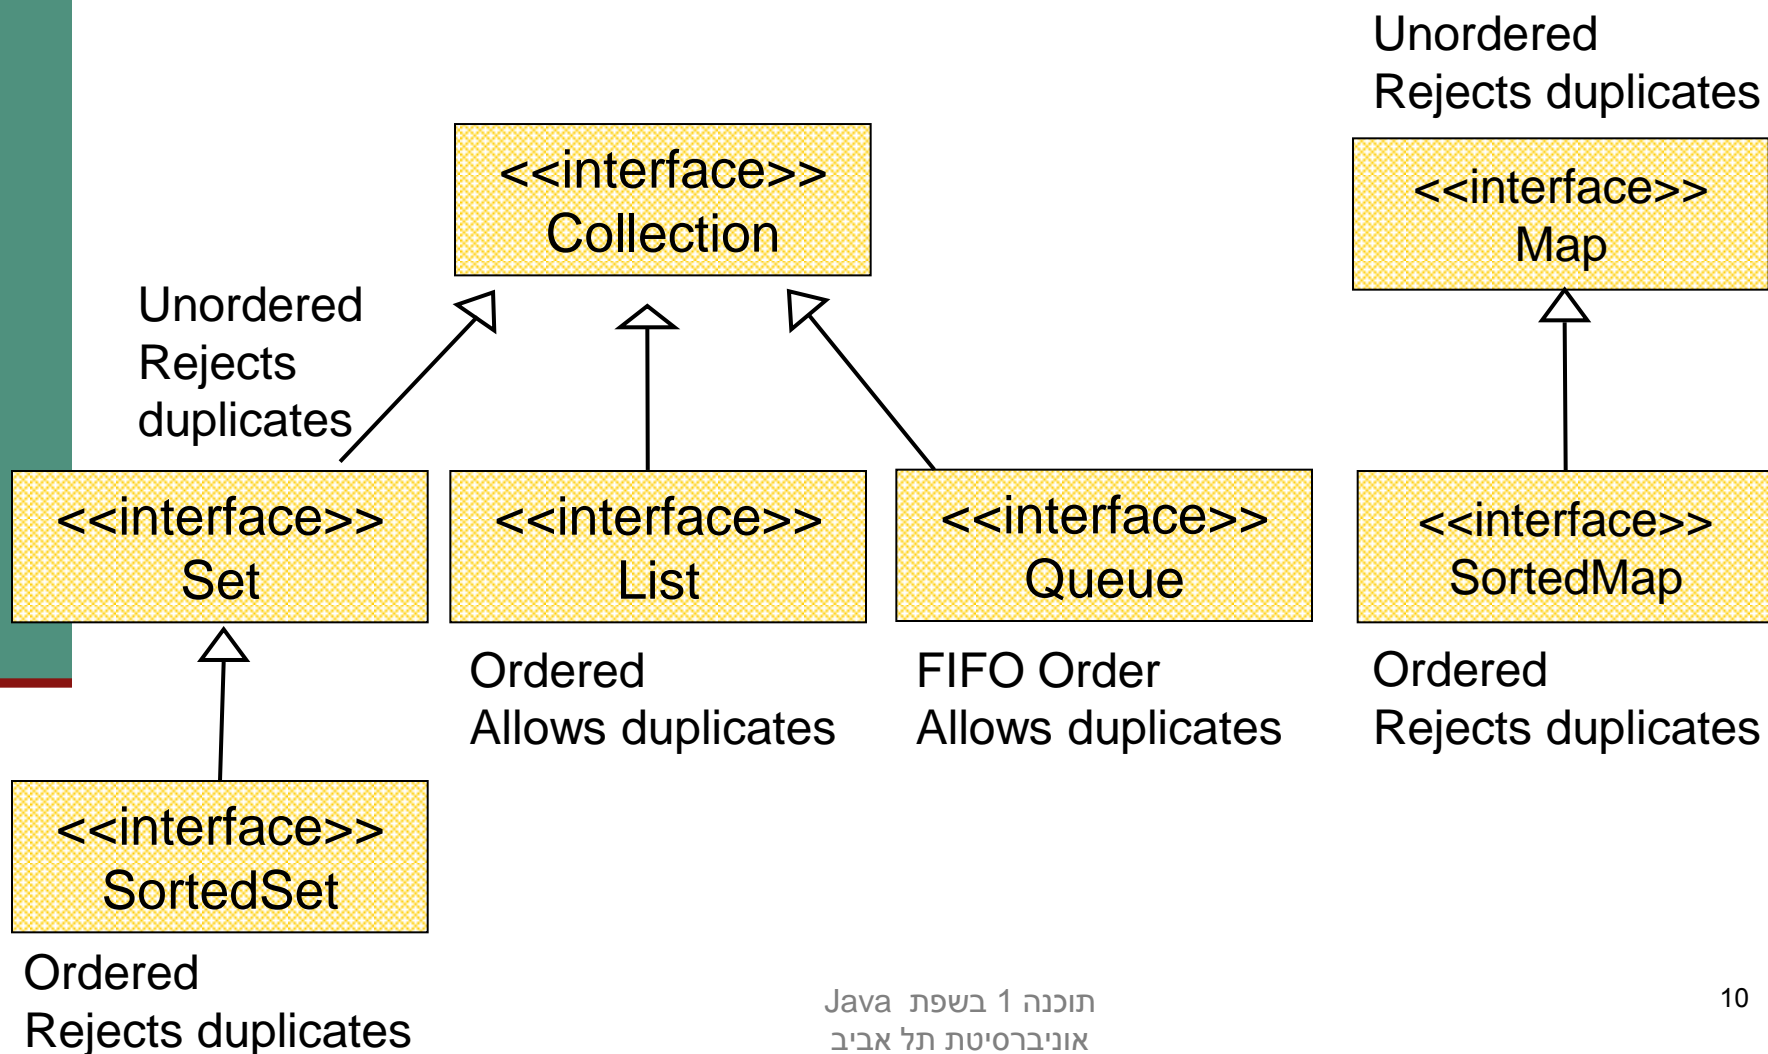 Unordered
Rejects duplicates
<<interface>>
Collection
<<interface>>
Map
Unordered
Rejects
duplicates
<<interface>>
Set
<<interface>>
List
<<interface>>
Queue
<<interface>>
SortedMap
Ordered
Allows duplicates
FIFO Order
Allows duplicates
Ordered
Rejects duplicates
<<interface>>
SortedSet
Ordered
Rejects duplicates
תוכנה 1 בשפת Java
אוניברסיטת תל אביב
10